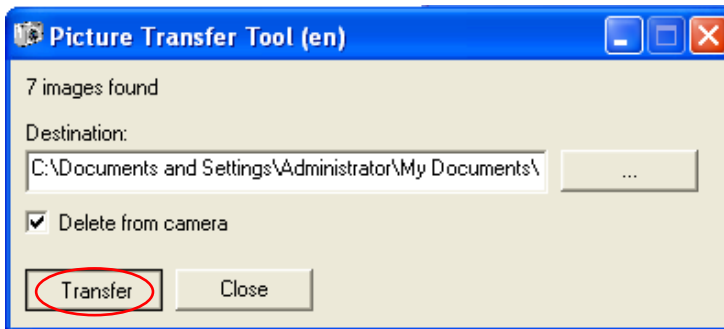 Picture Transfer Tool (en)
7 images found
Destination:
C:\Documents and Settings\Administrator\My Documents\
...
Delete from camera
Transfer
Close